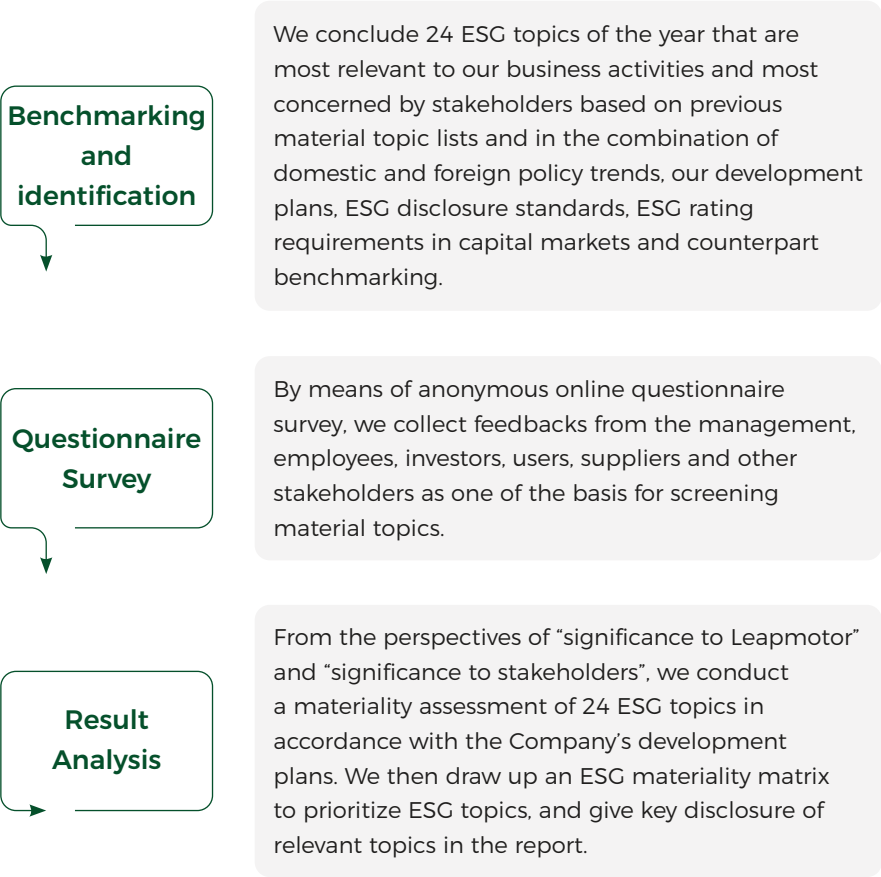 Benchmarking
and
identification
We conclude 24 ESG topics of the year that are
most relevant to our business activities and most
concerned by stakeholders based on previous
material topic lists and in the combination of
domestic and foreign policy trends, our development
plans, ESG disclosure standards, ESG rating
requirements in capital markets and counterpart
benchmarking.
Questionnaire
Survey
By means of anonymous online questionnaire
survey, we collect feedbacks from the management,
employees, investors, users, suppliers and other
stakeholders as one of the basis for screening
material topics.
Result
Analysis
From the perspectives of “significance to Leapmotor”
and “significance to stakeholders”, we conduct
a materiality assessment of 24 ESG topics in
accordance with the Company’s development
plans. We then draw up an ESG materiality matrix
to prioritize ESG topics, and give key disclosure of
relevant topics in the report.